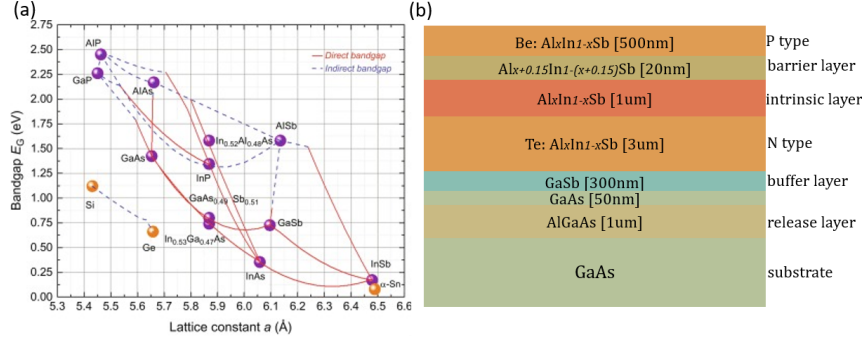 (a)
Bandgap E_G (eV)
2.75
2.50
2.25
2.00
1.75
1.50
1.25
1.00
0.75
0.50
0.25
0.00
AlP
GaP
AlAs
Direct bandgap
Indirect bandgap
AlSb
In0.52Al0.48As
GaAs
InP
GaAs0.49Sb0.51
Si
Ge
In0.53Ga0.47As
GaSb
InAs
InSb
α-Sn
5.3 5.4 5.5 5.6 5.7 5.8 5.9 6.0 6.1 6.2 6.3 6.4 6.5 6.6
Lattice constant a (Å)
(b)
Be: AlxIn1-xSb [500nm] P type
Alx+0.15In1-(x+0.15)Sb [20nm] barrier layer
AlxIn1-xSb [1um] intrinsic layer
Te: AlxIn1-xSb [3um] N type
GaSb [300nm] buffer layer
GaAs [50nm]
AlGaAs [1um] release layer
GaAs substrate